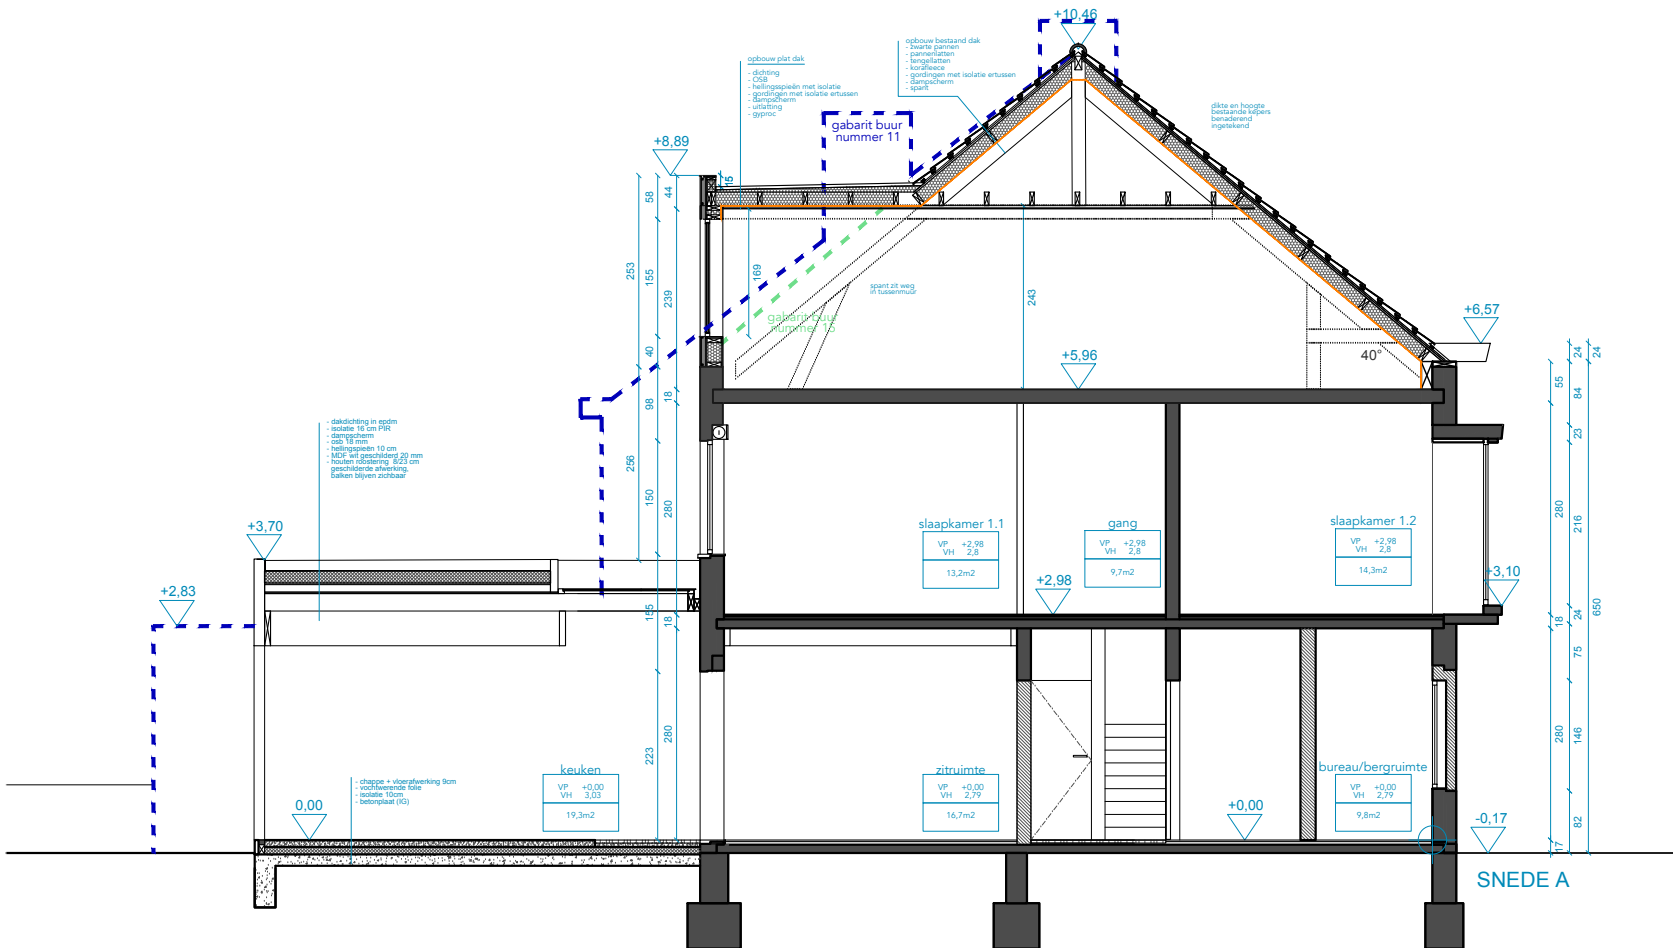 +10,46
opbouw bestaand dak
- zwarte pannen
- pannenlatten
- tengellatten
- korafleece
- gordingen met isolatie ertussen
- dampscherm
- spant
opbouw plat dak
- dichting
- OSB
- hellingsspieën met isolatie
- gordingen met isolatie ertussen
- dampscherm
- uitlatting
- gyproc
dikte en hoogte
bestaande kepers
benaderend
ingetekend
gabarit buur
nummer 11
+8,89
15
58
44
253
155
239
169
243
spant zit weg
in tussenmuur
gabarit buur
nummer 15
+6,57
40°
24
24
+5,96
40
18
98
55
84
23
- dakdichting in epdm
- isolatie 16 cm PIR
- dampscherm
- osb 18 mm
- hellingspieën 10 cm
- MDF wit geschilderd 20 mm
- houten roostering 8/23 cm
geschilderde afwerking,
balken blijven zichbaar
256
150
280
280
216
slaapkamer 1.1
VP +2,98
VH 2,8
13,2m2
gang
VP +2,98
VH 2,8
9,7m2
slaapkamer 1.2
VP +2,98
VH 2,8
14,3m2
+3,70
+2,83
+2,98
+3,10
155
18
18
24
650
75
280
223
280
146
82
17
- chappe + vloerafwerking 9cm
- vochtwerende folie
- isolatie 10cm
- betonplaat (IG)
keuken
VP +0,00
VH 3,03
19,3m2
zitruimte
VP +0,00
VH 2,79
16,7m2
bureau/bergruimte
VP +0,00
VH 2,79
9,8m2
0,00
+0,00
-0,17
SNEDE A